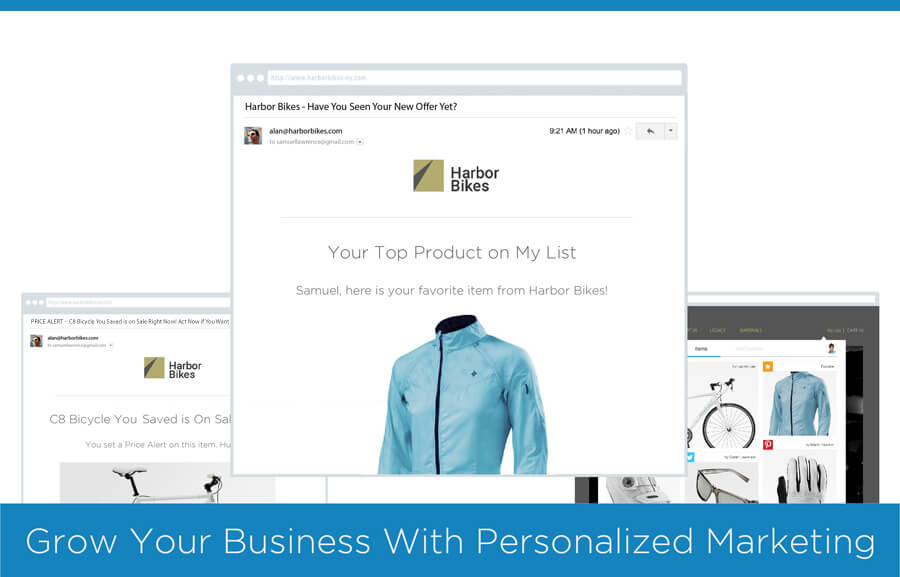 http://www.harborbikes-ny.com
Harbor Bikes - Have You Seen Your New Offer Yet?
alan@harborbikes.com
to samuellawrence@gmail.com
9:21 AM (1 hour ago)
Harbor
Bikes
Your Top Product on My List
Samuel, here is your favorite item from Harbor Bikes!
PRICE ALERT - C8 Bicycle You Saved is on Sale Right Now! Act Now if You Want
alan@harborbikes.com
to samuellawrence@gmail.com
Harbor
Bikes
C8 Bicycle You Saved is On Sal
You set a Price Alert on this item. Hu
LEGACY
MATERIALS
My List | CART
Items
Favorite
Grow Your Business With Personalized Marketing